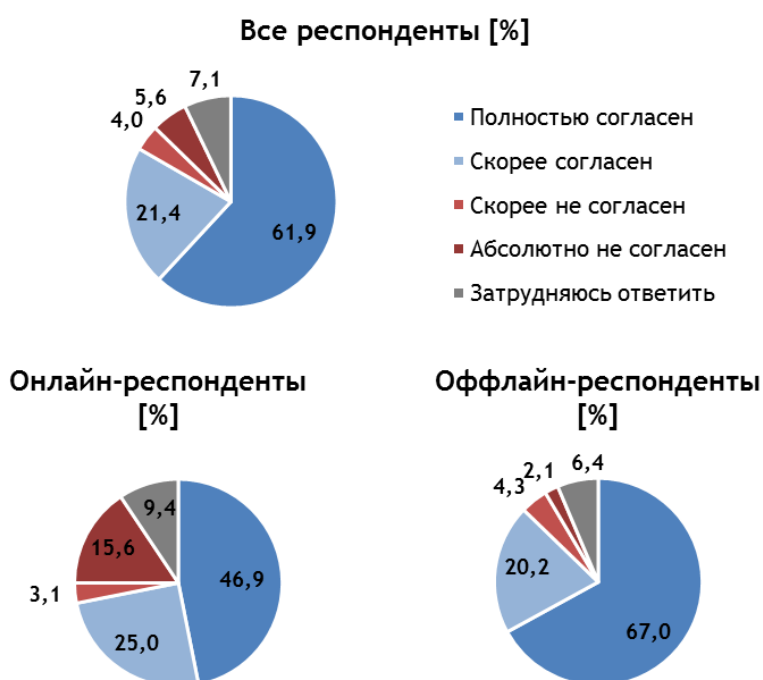 Все респонденты [%]
7,1
5,6
4,0
21,4
61,9
Полностью согласен
Скорее согласен
Скорее не согласен
Абсолютно не согласен
Затрудняюсь ответить
Онлайн-респонденты
[%]
9,4
15,6
46,9
3,1
25,0
Оффлайн-респонденты
[%]
6,4
2,1
4,3
20,2
67,0